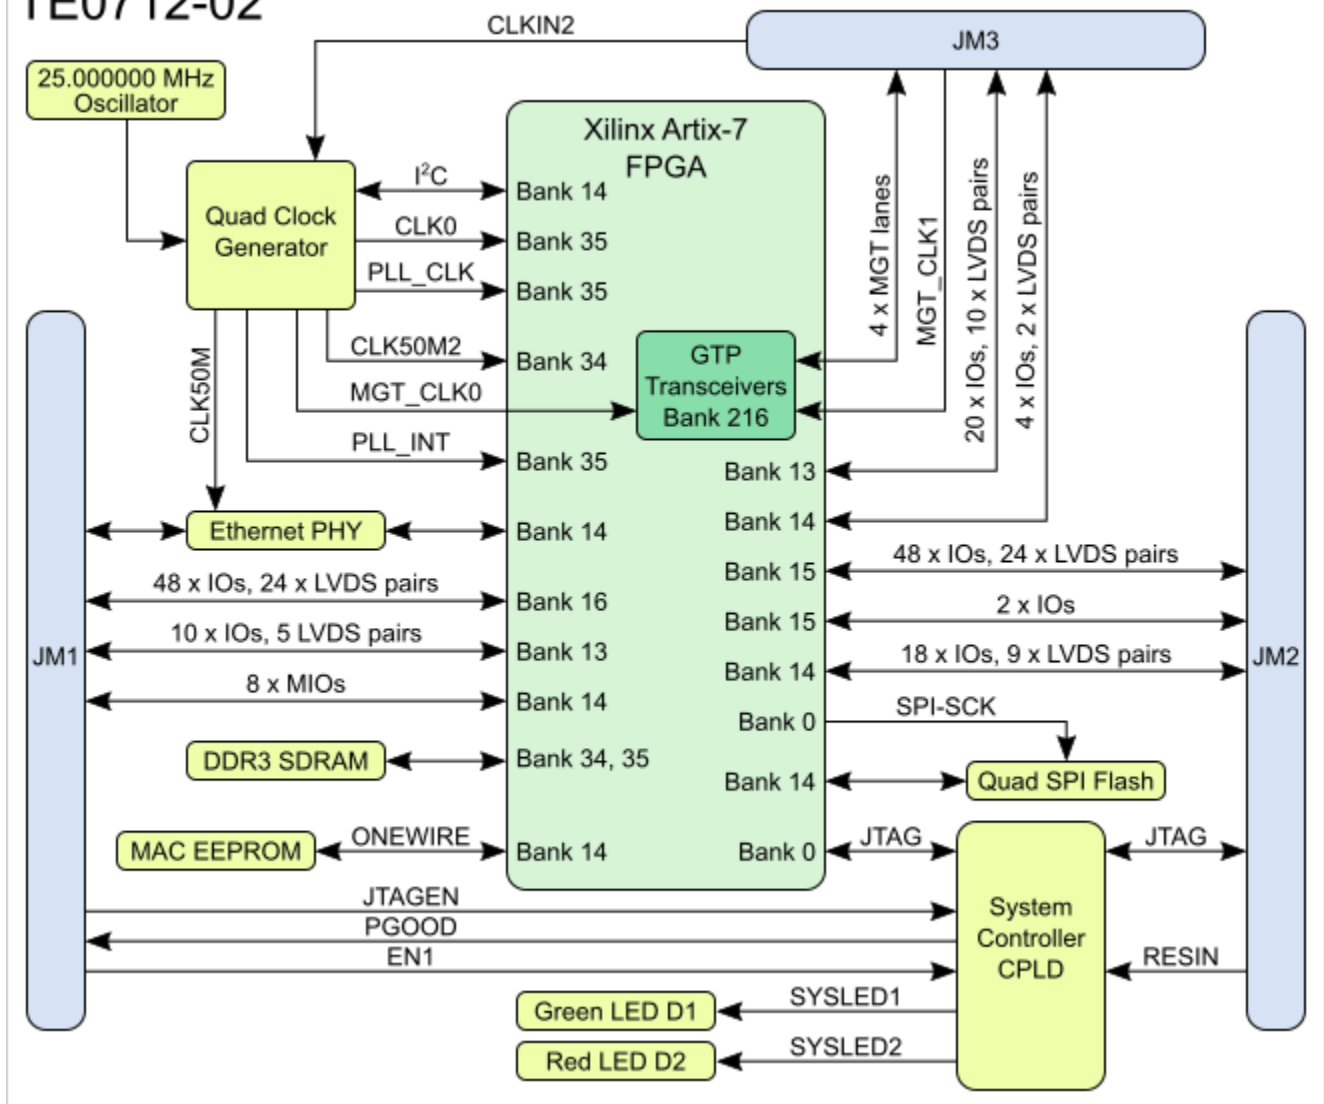 TE0712-02
CLKIN2
JM3
25.000000 MHz
Oscillator
Xilinx Artix-7
FPGA
Quad Clock
Generator
I²C
Bank 14
CLK0
Bank 35
PLL_CLK
Bank 35
CLK50M2
Bank 34
MGT_CLK0
CLK50M
PLL_INT
Bank 35
GTP
Transceivers
Bank 216
4 x MGT lanes
MGT_CLK1
20 x IOs, 10 x LVDS pairs
4 x IOs, 2 x LVDS pairs
Bank 13
Bank 14
Ethernet PHY
Bank 14
48 x IOs, 24 x LVDS pairs
Bank 16
10 x IOs, 5 LVDS pairs
Bank 13
JM1
8 x MIOs
Bank 14
DDR3 SDRAM
Bank 34, 35
MAC EEPROM
ONEWIRE
Bank 14
Bank 15
48 x IOs, 24 x LVDS pairs
Bank 15
2 x IOs
Bank 14
18 x IOs, 9 x LVDS pairs
JM2
Bank 0
SPI-SCK
Bank 14
Quad SPI Flash
Bank 0
JTAG
JTAG
JTAGEN
PGOOD
EN1
System
Controller
CPLD
RESIN
Green LED D1
SYSLED1
Red LED D2
SYSLED2